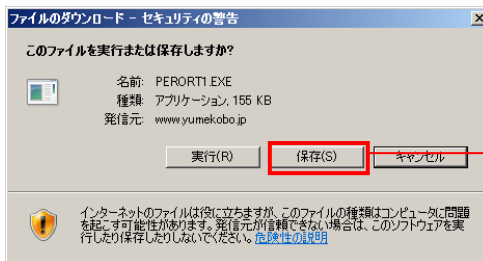 ファイルのダウンロード - セキュリティの警告
このファイルを実行または保存しますか?
名前: PERORT1.EXE
種類: アプリケーション, 155 KB
発信元: www.yumekobo.jp
実行(R) 保存(S) キャンセル
インターネットのファイルは役に立ちますが、このファイルの種類はコンピュータに問題
を起こす可能性があります。発信元が信頼できない場合は、このソフトウェアを実
行したり保存したりしないでください。危険性の説明